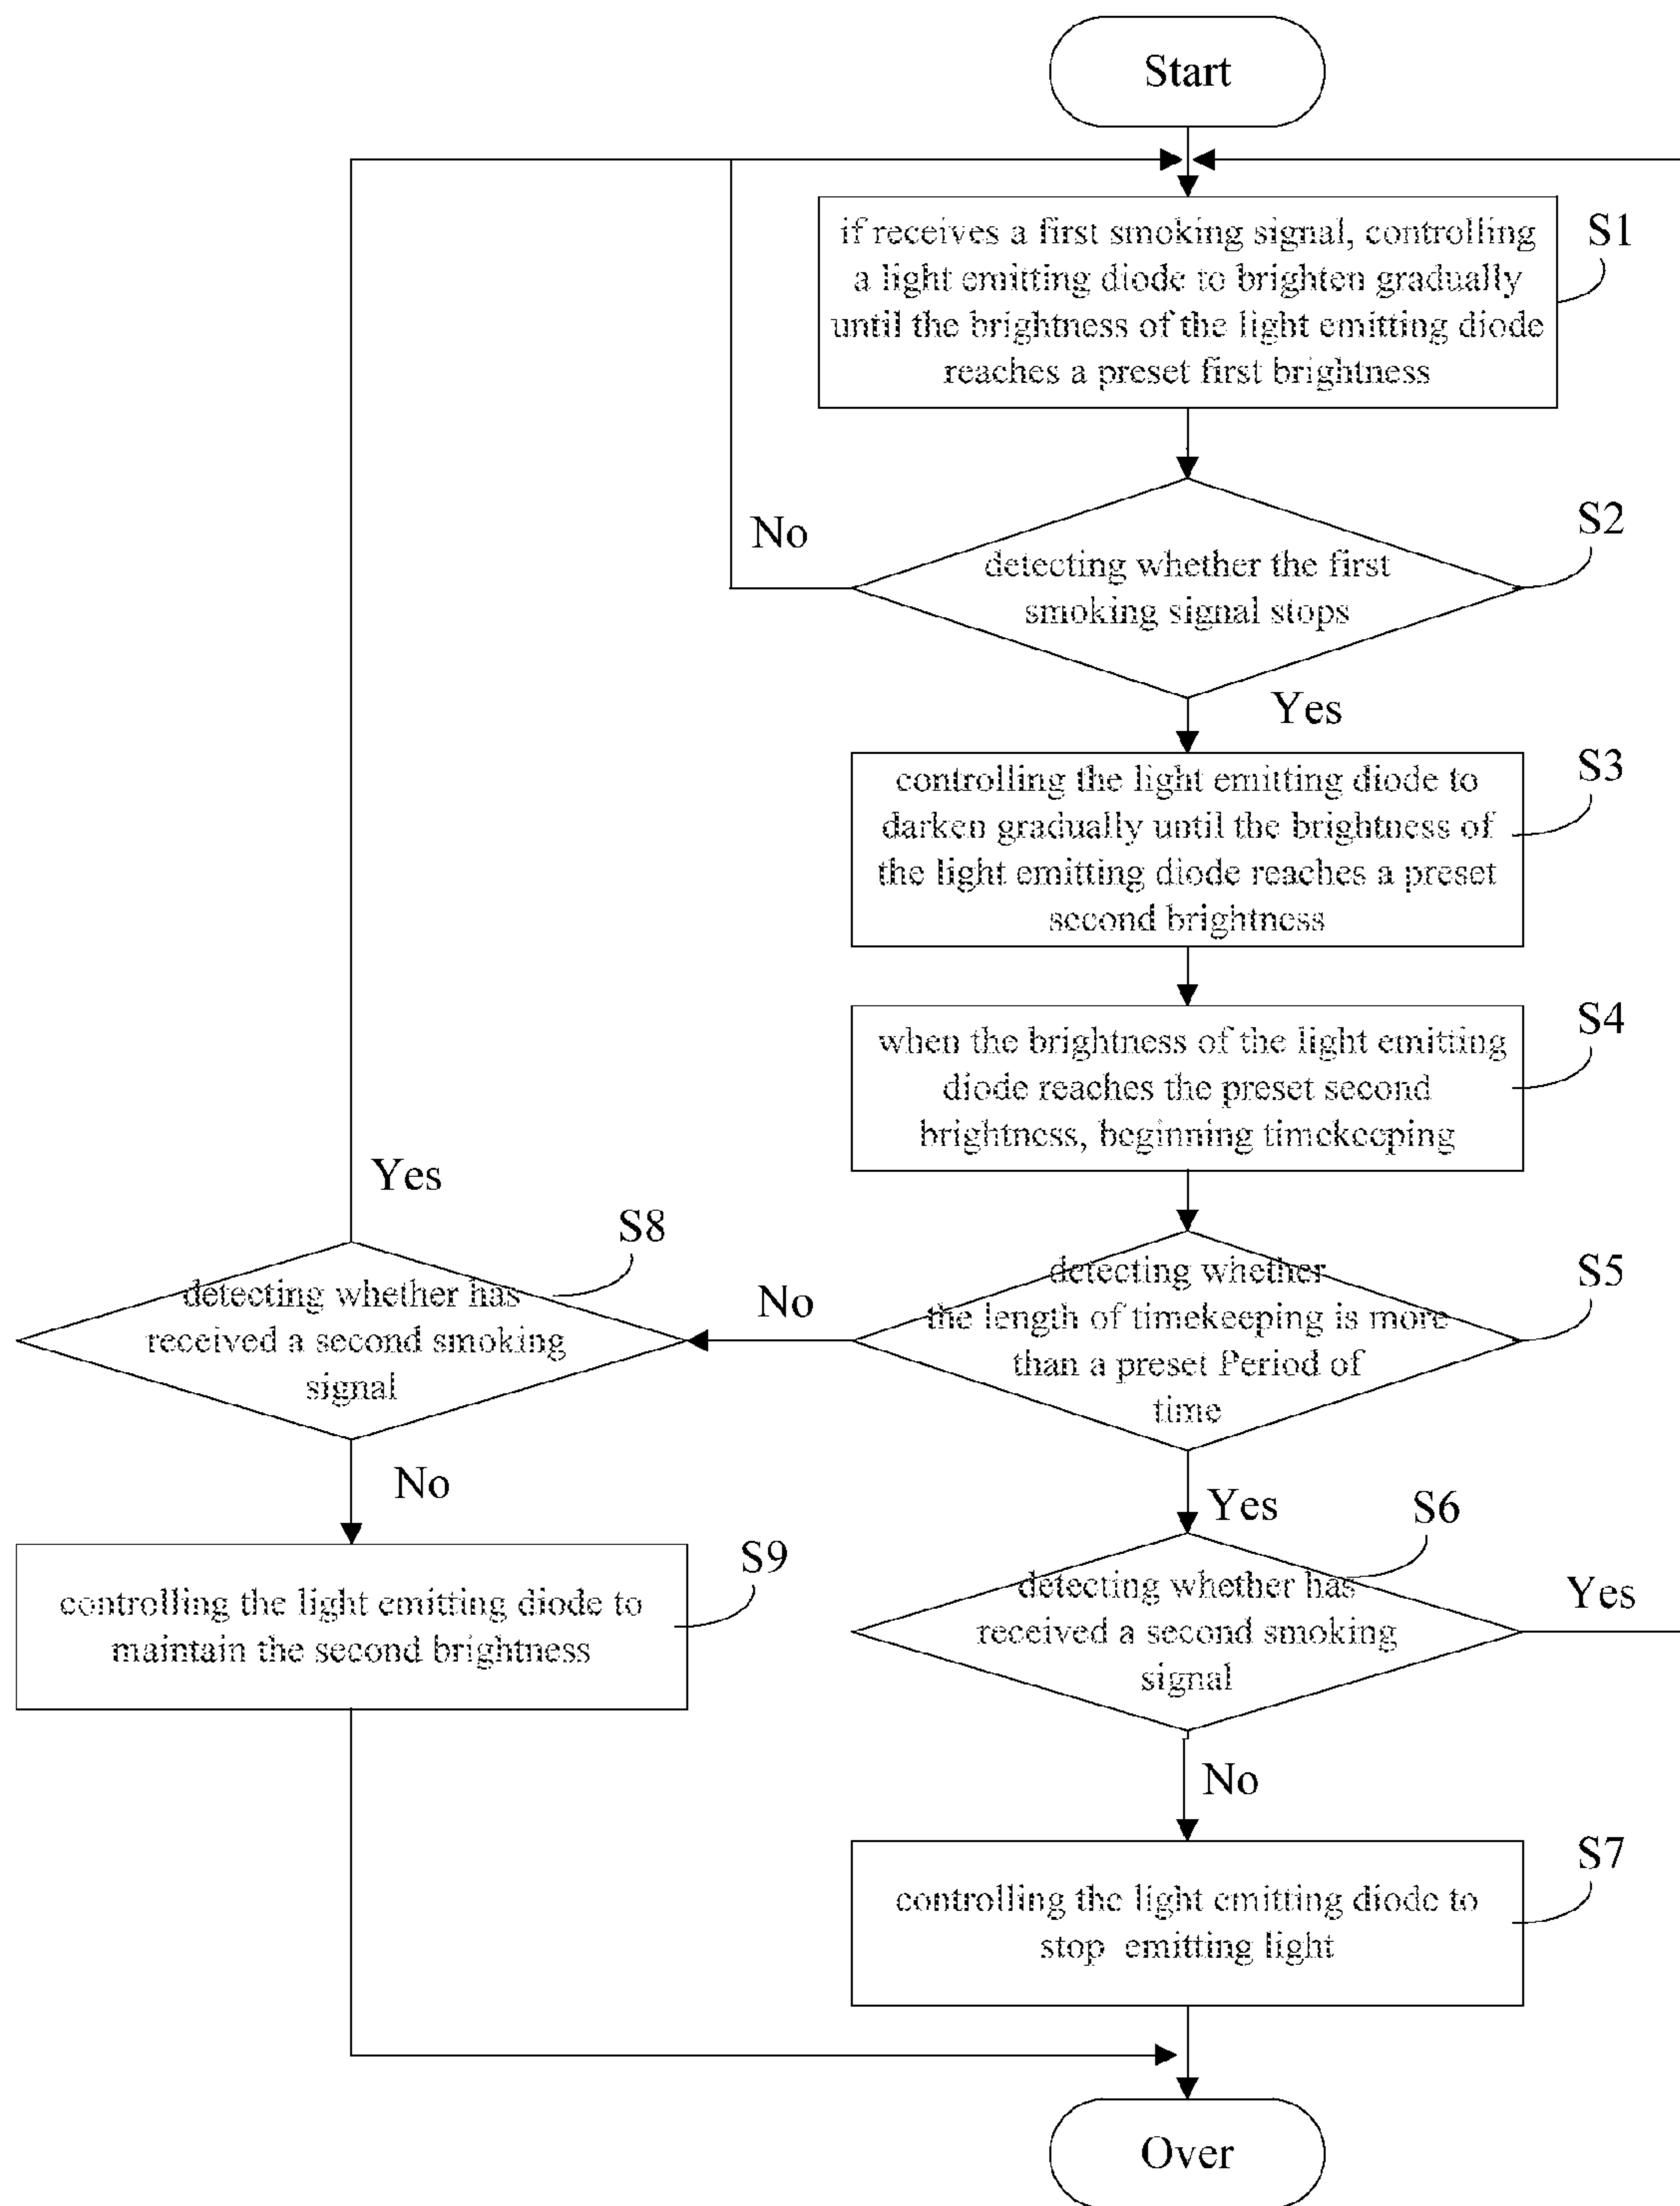 Start
if receives a first smoking signal, controlling
a light emitting diode to brighten gradually
until the brightness of the light emitting diode
reaches a preset first brightness
S1
No
detecting whether the first
smoking signal stops
S2
Yes
controlling the light emitting diode to
darken gradually until the brightness of
the light emitting diode reaches a preset
second brightness
S3
when the brightness of the light emitting
diode reaches the preset second
brightness, beginning timekeeping
S4
Yes
S8
detecting whether has
received a second smoking
signal
No
detecting whether
the length of timekeeping is more
than a preset Period of
time
S5
No
Yes
S6
S9
controlling the light emitting diode to
maintain the second brightness
detecting whether has
received a second smoking
signal
Yes
No
controlling the light emitting diode to
stop emitting light
S7
Over